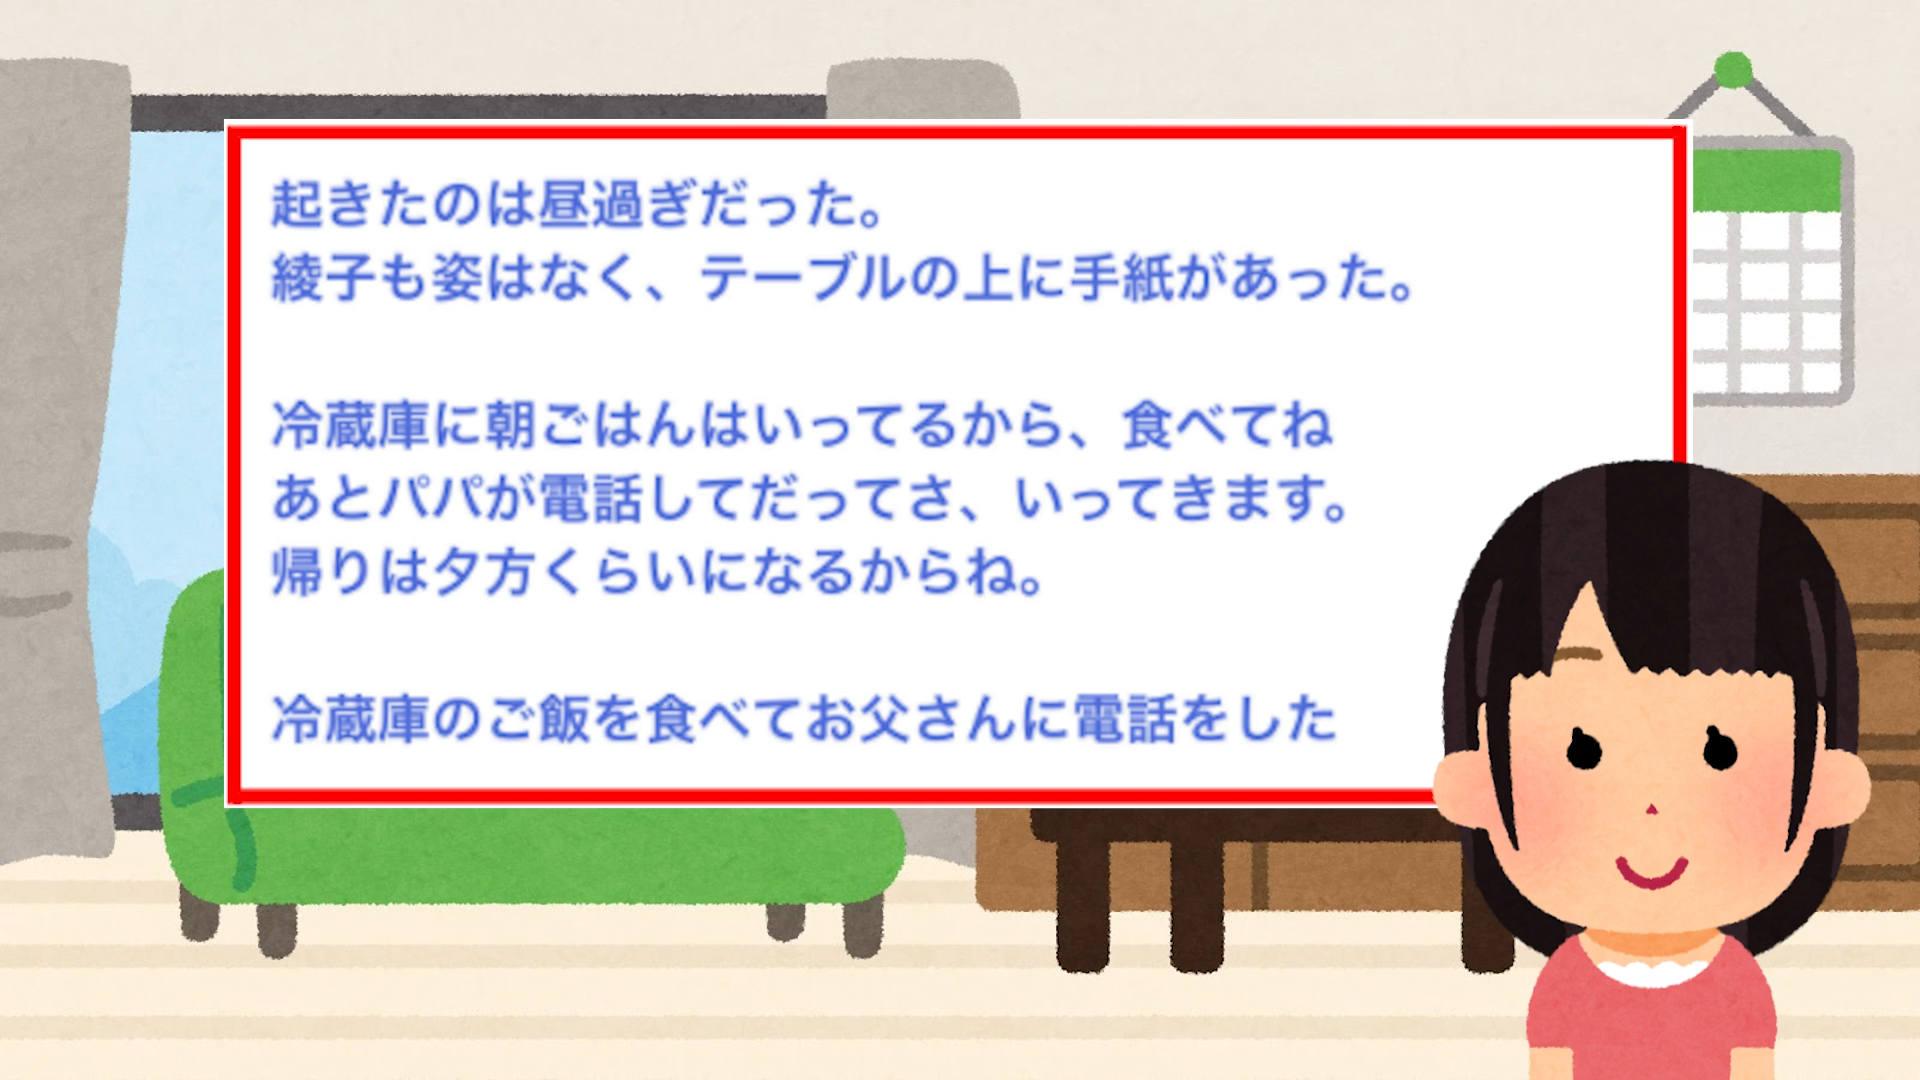 起きたのは昼過ぎだった。
綾子も姿はなく、テーブルの上に手紙があった。
冷蔵庫に朝ごはんはいってるから、食べてね
あとパパが電話してだってさ、いってきます。
帰りは夕方くらいになるからね。
冷蔵庫のご飯を食べてお父さんに電話をした